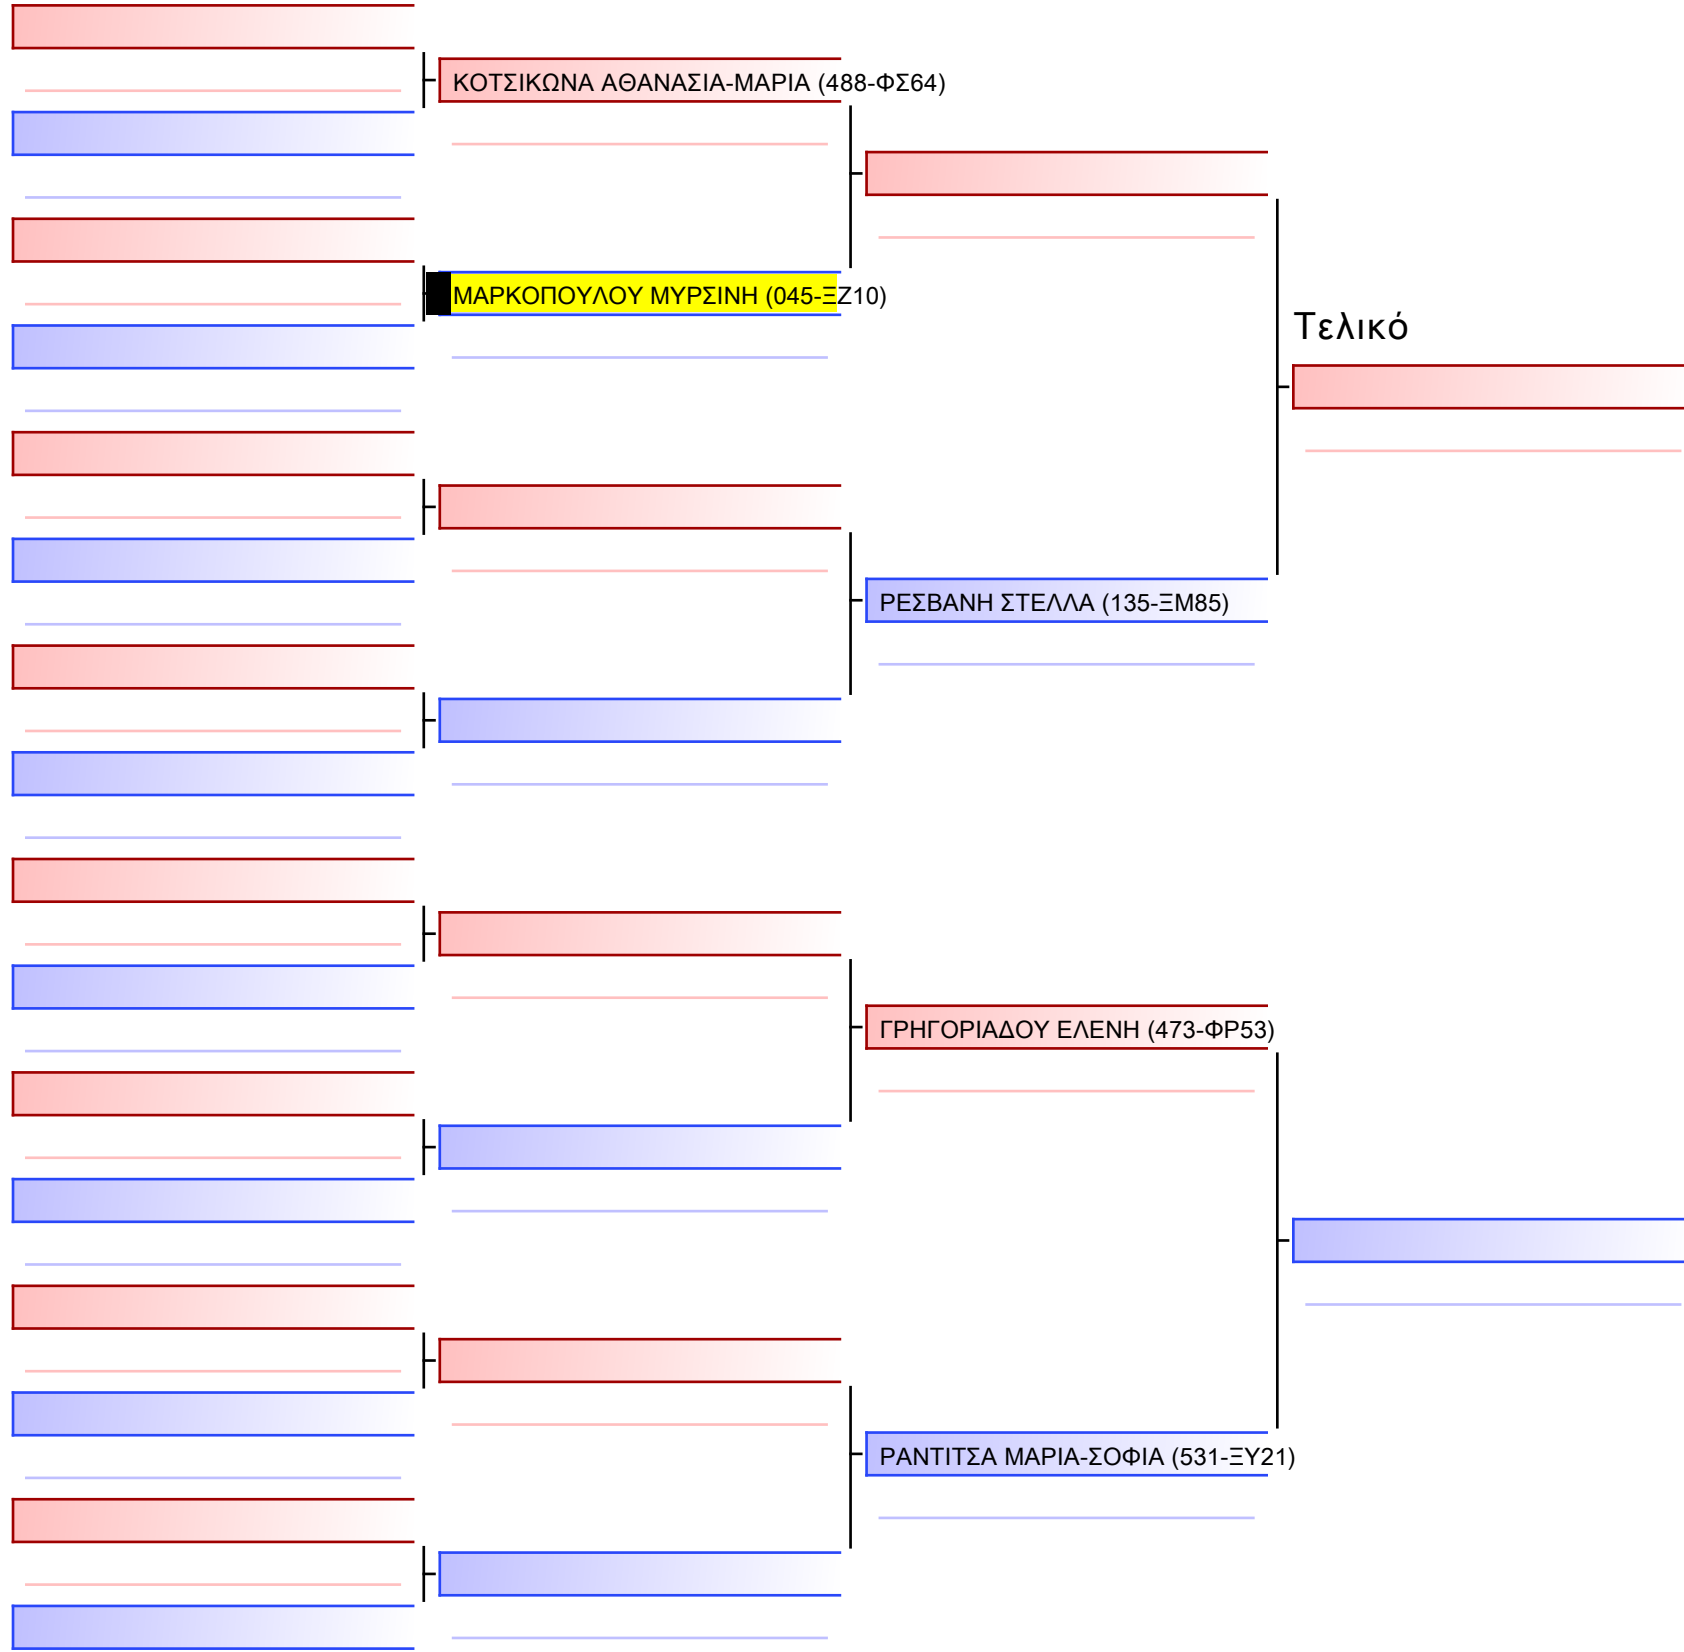 ΚΟΤΣΙΚΩΝΑ ΑΘΑΝΑΣΙΑ-ΜΑΡΙΑ (488-ΦΣ64)
ΜΑΡΚΟΠΟΥΛΟΥ ΜΥΡΣΙΝΗ (045-ΞΖ10)
Τελικό
ΡΕΣΒΑΝΗ ΣΤΕΛΛΑ (135-ΞΜ85)
ΓΡΗΓΟΡΙΑΔΟΥ ΕΛΕΝΗ (473-ΦΡ53)
ΡΑΝΤΙΤΣΑ ΜΑΡΙΑ-ΣΟΦΙΑ (531-ΞΥ21)